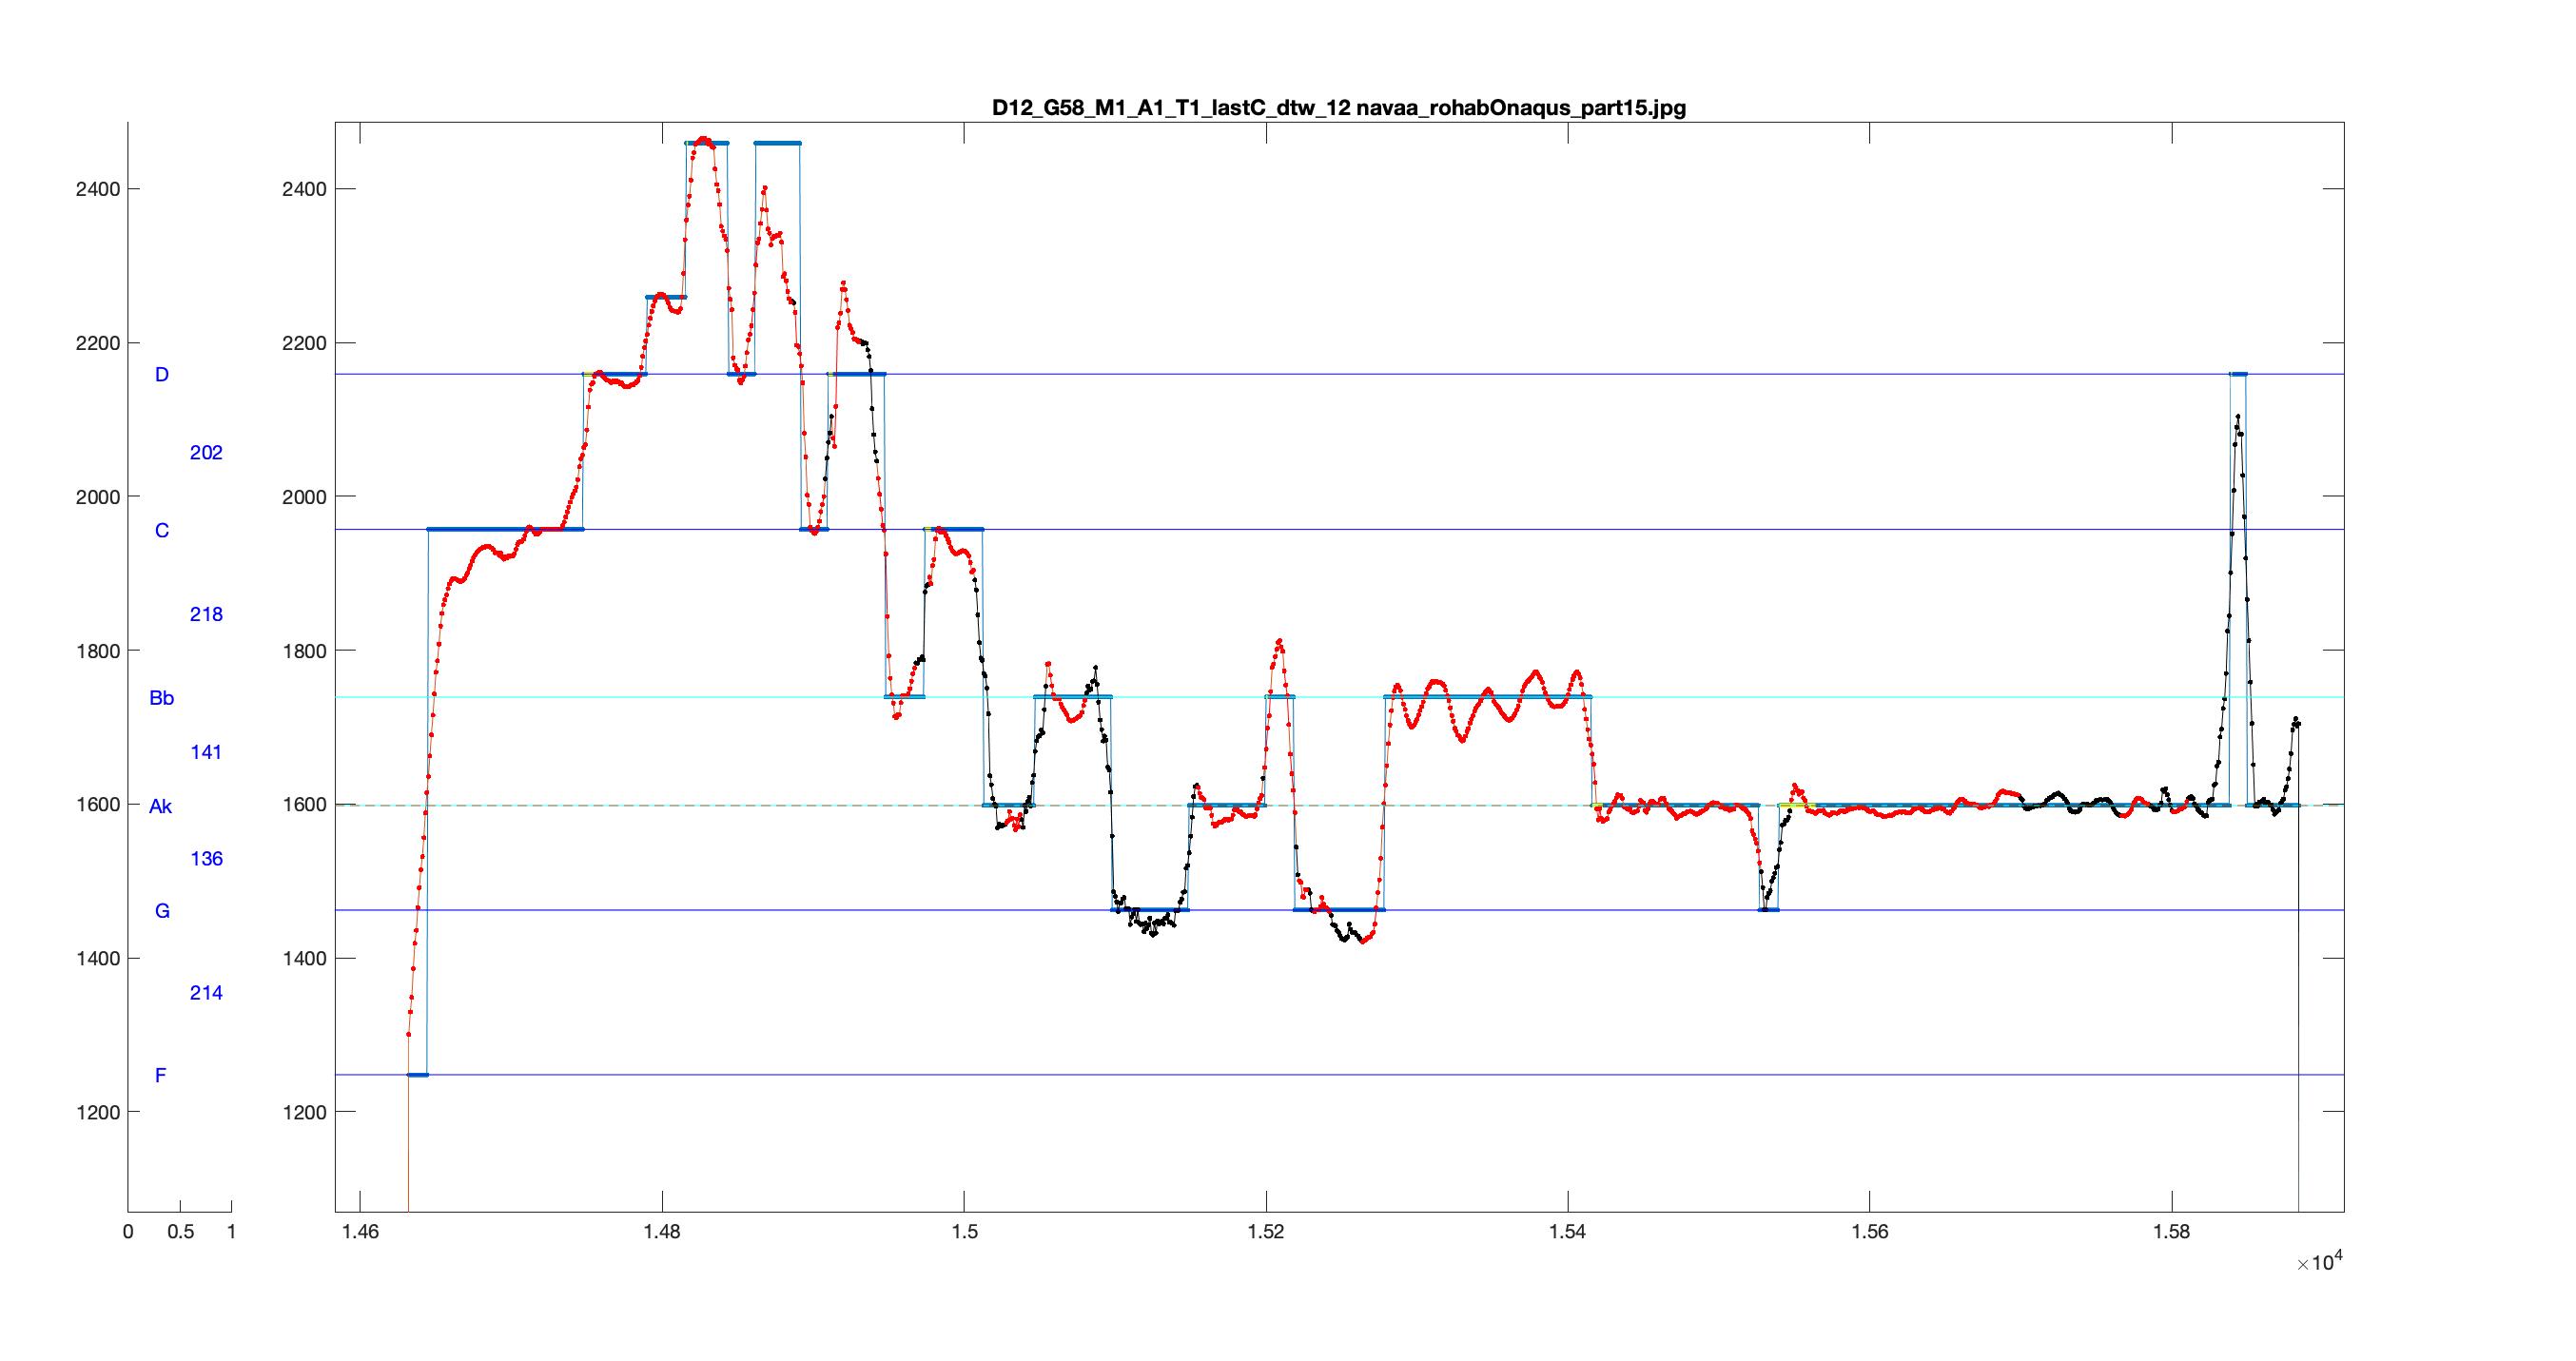 D12_G58_M1_A1_T1_lastC_dtw_12 navaa_rohabOnaqus_part15.jpg
2400 2400
2200 2200
D
202
2000 2000
C
218
1800 1800
Bb
141
1600 Ak 1600
136
G
1400 1400
214
F
1200 1200
0 0.5 1 1.46 1.48 1.5 1.52 1.54 1.56 1.58
×10⁴